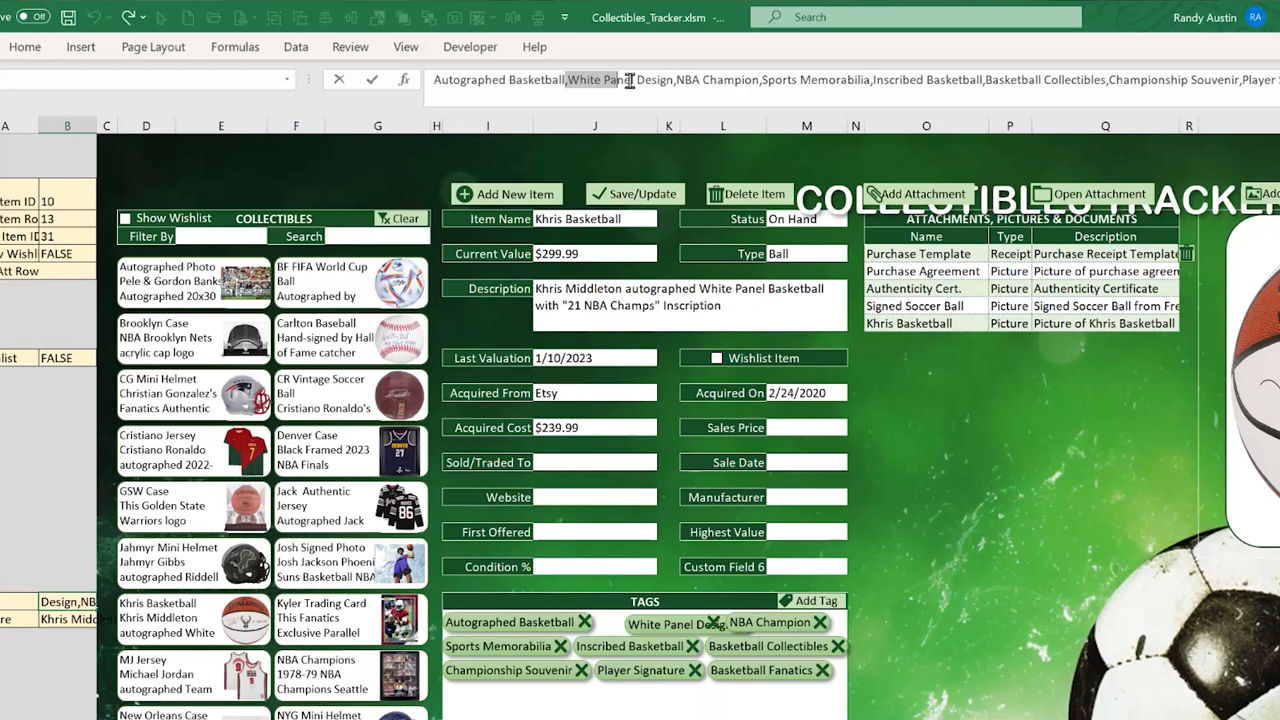 ve Off Collectibles_Tracker.xlsm -... Search Randy Austin RA
Home Insert Page Layout Formulas Data Review View Developer Help
fx Autographed Basketball,White Panel Design,NBA Champion,Sports Memorabilia,Inscribed Basketball,Basketball Collectibles,Championship Souvenir,Player S
A B C D E F G H I J K L M N O P Q R
COLLECTIBLES TRACKER
Add New Item Save/Update Delete Item Add Attachment Open Attachment Add
Item ID 10
Item Ro 13
Item ID 31
Wishl FALSE
Att Row
list FALSE
Design,NB
re Khris Middl
Show Wishlist COLLECTIBLES Clear
Filter By Search
Autographed Photo
Pele & Gordon Banks
Autographed 20x30
BF FIFA World Cup
Ball
Autographed by
Brooklyn Case
NBA Brooklyn Nets
acrylic cap logo
Carlton Baseball
Hand-signed by Hall
of Fame catcher
CG Mini Helmet
Christian Gonzalez's
Fanatics Authentic
CR Vintage Soccer
Ball
Cristiano Ronaldo's
Cristiano Jersey
Cristiano Ronaldo
autographed 2022-
Denver Case
Black Framed 2023
NBA Finals
27
GSW Case
This Golden State
Warriors logo
Jack Authentic
Jersey
Autographed Jack
86
Jahmyr Mini Helmet
Jahmyr Gibbs
autographed Riddell
Josh Signed Photo
Josh Jackson Phoeni
Suns Basketball NBA
Khris Basketball
Khris Middleton
autographed White
Kyler Trading Card
This Fanatics
Exclusive Parallel
MJ Jersey
Michael Jordan
autographed Team
NBA Champions
1978-79 NBA
Champions Seattle
New Orleans Case
NYG Mini Helmet
Item Name Khris Basketball Status On Hand
Current Value $299.99 Type Ball
Description Khris Middleton autographed White Panel Basketball
with "21 NBA Champs" Inscription
Last Valuation 1/10/2023 Wishlist Item
Acquired From Etsy Acquired On 2/24/2020
Acquired Cost $239.99 Sales Price
Sold/Traded To Sale Date
Website Manufacturer
First Offered Highest Value
Condition % Custom Field 6
TAGS Add Tag
Autographed Basketball White Panel Desig NBA Champion
Sports Memorabilia Inscribed Basketball Basketball Collectibles
Championship Souvenir Player Signature Basketball Fanatics
ATTACHMENTS, PICTURES & DOCUMENTS
Name Type Description
Purchase Template Receipt Purchase Receipt Template
Purchase Agreement Picture Picture of purchase agreen
Authenticity Cert. Picture Authenticity Certificate
Signed Soccer Ball Picture Signed Soccer Ball from Fre
Khris Basketball Picture Picture of Khris Basketball